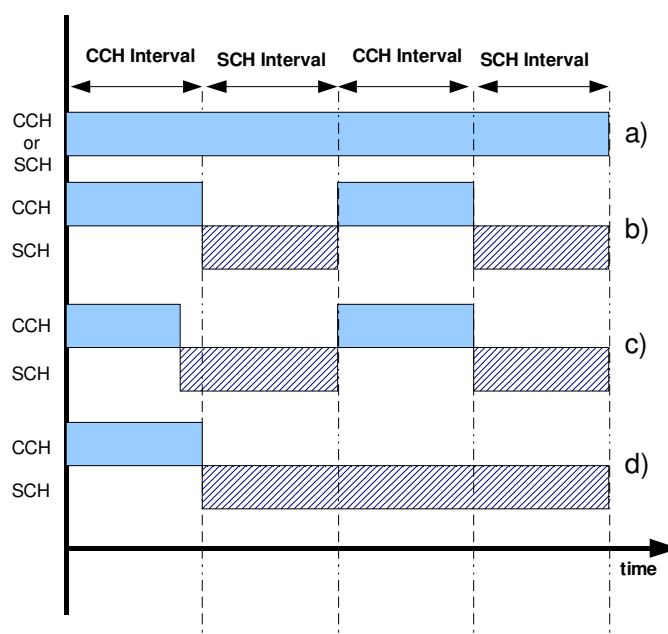 CCH Interval SCH Interval CCH Interval SCH Interval
CCH
or
SCH
a)
CCH
b)
SCH
CCH
c)
SCH
CCH
d)
SCH
time